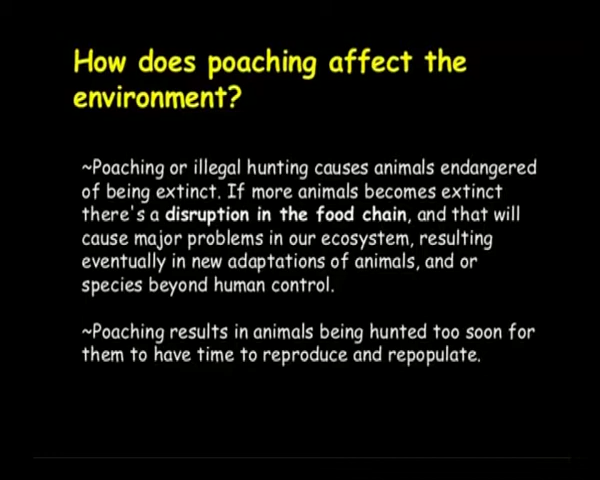 How does poaching affect the
environment?
~Poaching or illegal hunting causes animals endangered
of being extinct. If more animals becomes extinct
there's a disruption in the food chain, and that will
cause major problems in our ecosystem, resulting
eventually in new adaptations of animals, and or
species beyond human control.
~Poaching results in animals being hunted too soon for
them to have time to reproduce and repopulate.